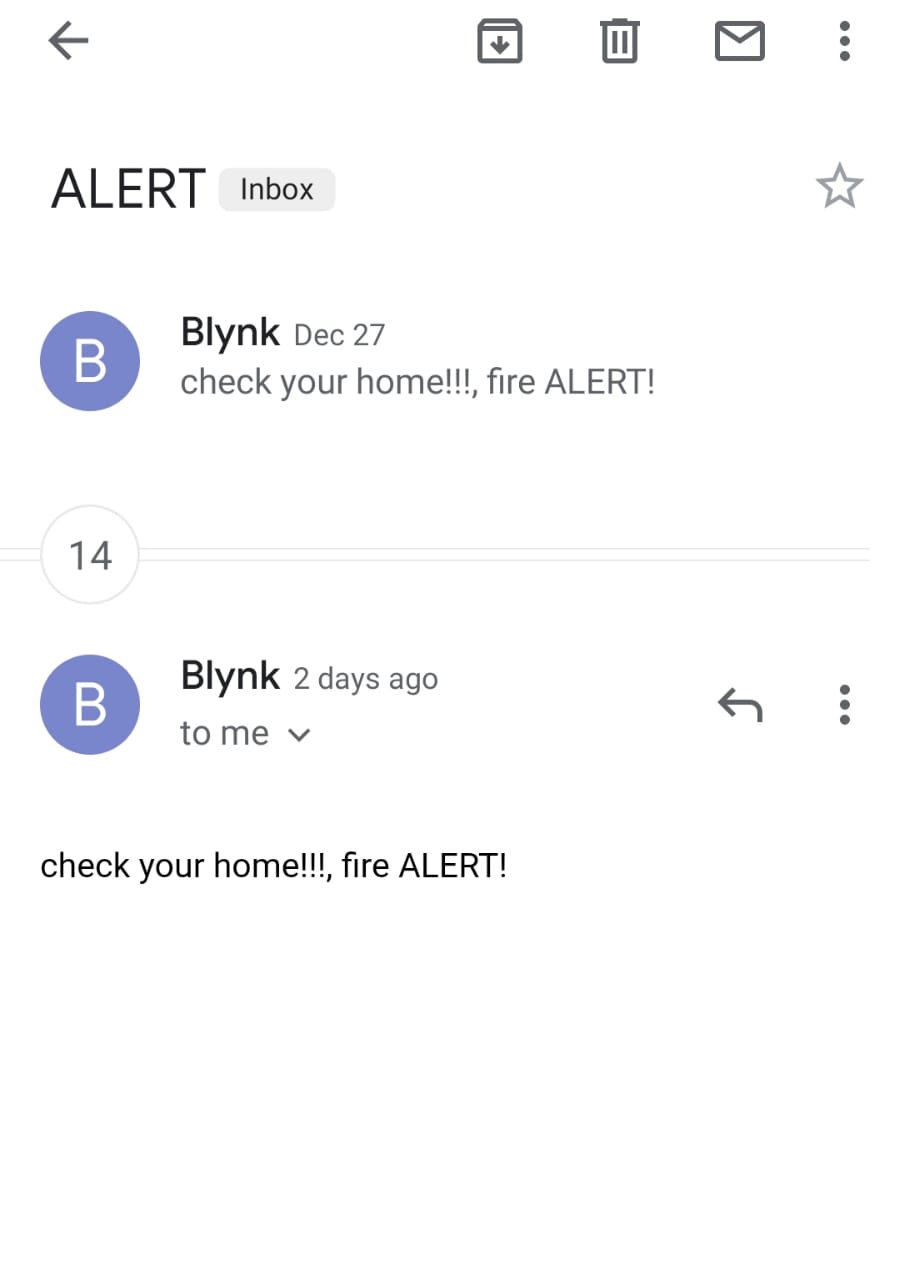 ALERT Inbox
B
Blynk Dec 27
check your home!!!, fire ALERT!
14
B
Blynk 2 days ago
to me
check your home!!!, fire ALERT!